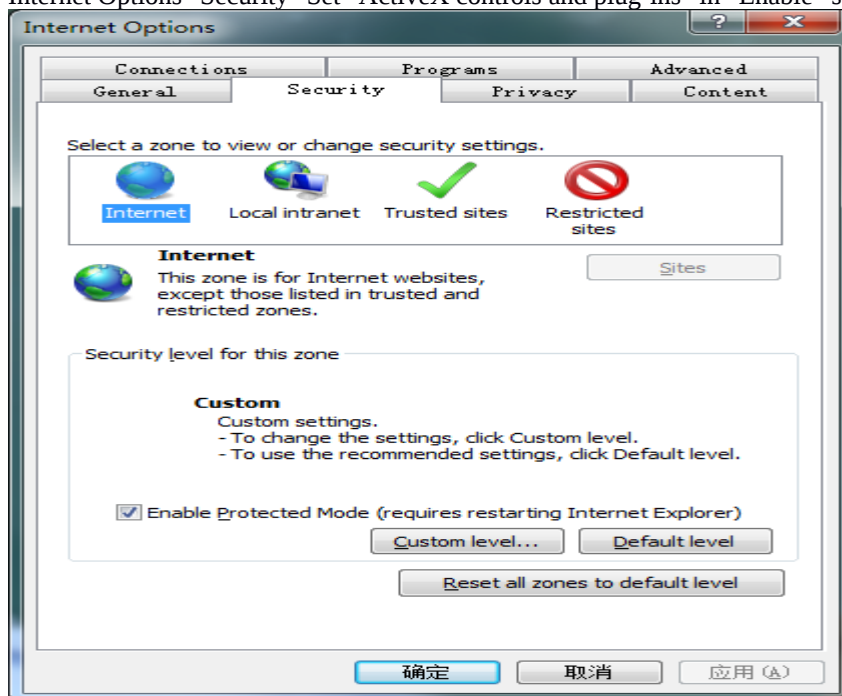 Internet Options Security Set ActiveX controls and plug-ins in Enable s
Internet Options
Connections Programs Advanced
General Security Privacy Content
Select a zone to view or change security settings.
Internet Local intranet Trusted sites Restricted sites
Internet
Sites
This zone is for Internet websites,
except those listed in trusted and
restricted zones.
Security level for this zone
Custom
Custom settings.
- To change the settings, click Custom level.
- To use the recommended settings, click Default level.
Enable Protected Mode (requires restarting Internet Explorer)
Custom level... Default level
Reset all zones to default level
确定 取消 应用(A)